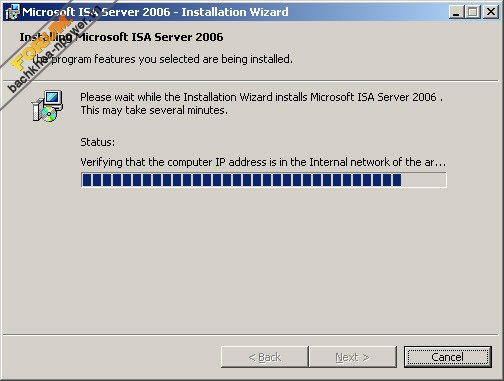 Microsoft ISA Server 2006 - Installation Wizard
Installing Microsoft ISA Server 2006
The program features you selected are being installed.
FORUM
bachkhoa-npower.vn
Please wait while the Installation Wizard installs Microsoft ISA Server 2006 .
This may take several minutes.
Status:
Verifying that the computer IP address is in the Internal network of the ar...
< Back
Next >
Cancel